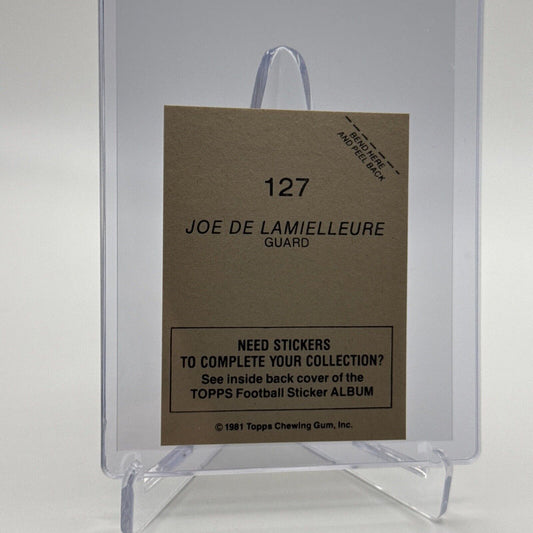 BEND HERE
AND PEEL BACK
127
JOE DE LAMIELLEURE
GUARD
NEED STICKERS
TO COMPLETE YOUR COLLECTION?
See inside back cover of the
TOPPS Football Sticker ALBUM
© 1981 Topps Chewing Gum, Inc.